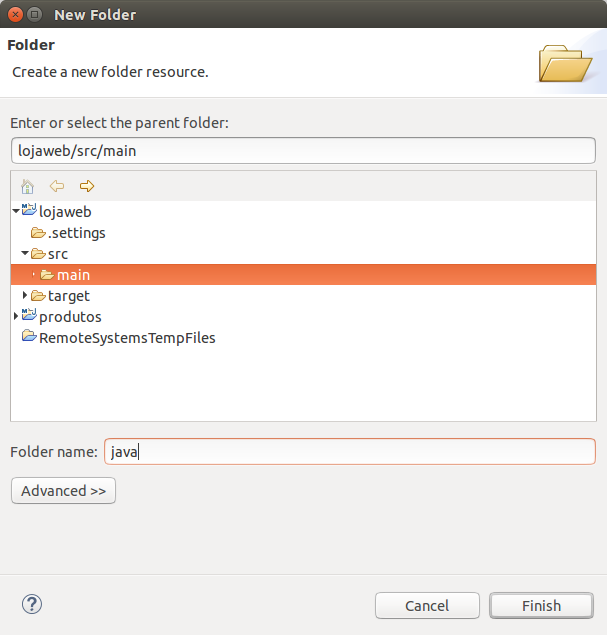 New Folder
Folder
Create a new folder resource.
Enter or select the parent folder:
lojaweb/src/main
lojaweb
.settings
src
main
target
produtos
RemoteSystemsTempFiles
Folder name: java
Advanced >>
Cancel Finish